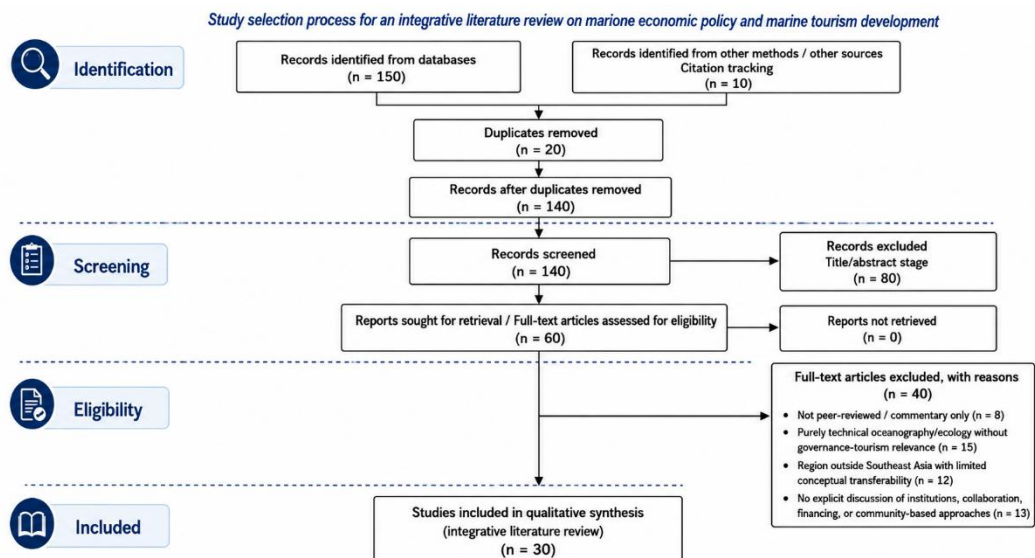 Study selection process for an integrative literature review on marione economic policy and marine tourism development
Identification
Records identified from databases
(n = 150)
Records identified from other methods / other sources
Citation tracking
(n = 10)
Duplicates removed
(n = 20)
Records after duplicates removed
(n = 140)
Screening
Records screened
(n = 140)
Records excluded
Title/abstract stage
(n = 80)
Reports sought for retrieval / Full-text articles assessed for eligibility
(n = 60)
Reports not retrieved
(n = 0)
Eligibility
Full-text articles excluded, with reasons
(n = 40)
• Not peer-reviewed / commentary only (n = 8)
• Purely technical oceanography/ecology without
governance-tourism relevance (n = 15)
• Region outside Southeast Asia with limited
conceptual transferability (n = 12)
• No explicit discussion of institutions, collaboration,
financing, or community-based approaches (n = 13)
Included
Studies included in qualitative synthesis
(integrative literature review)
(n = 30)